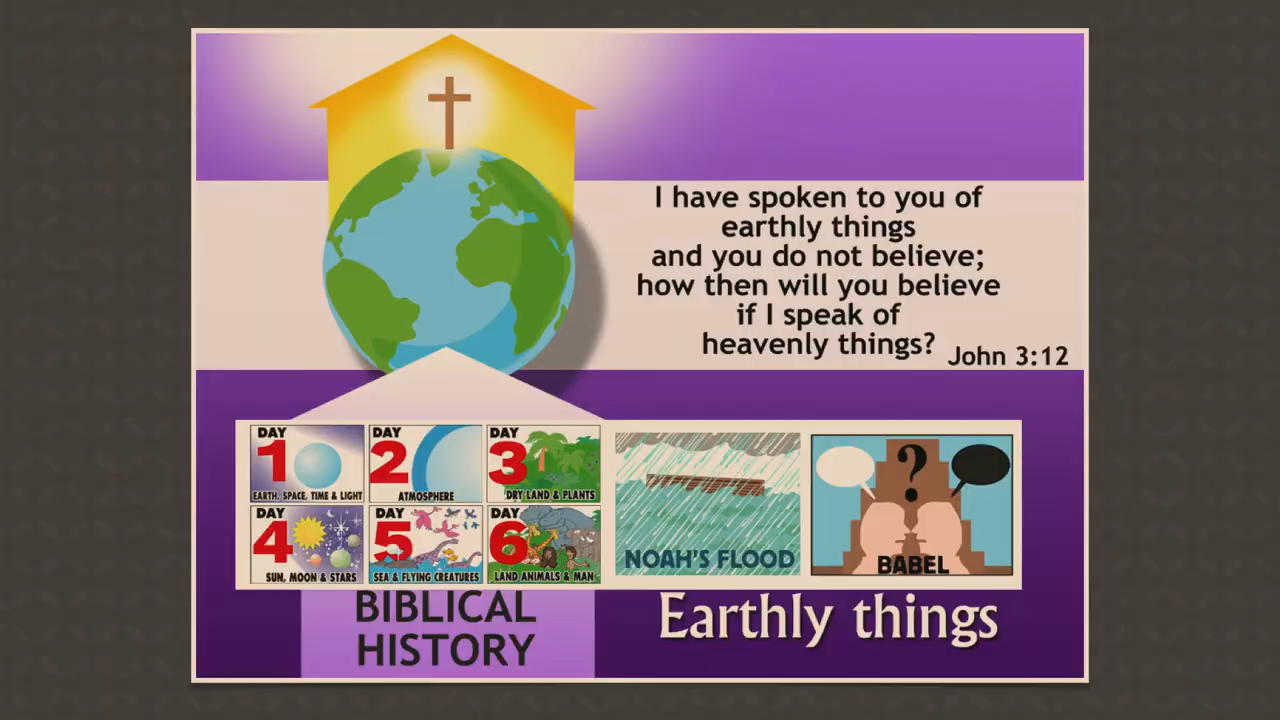 I have spoken to you of
earthly things
and you do not believe;
how then will you believe
if I speak of
heavenly things?
John 3:12
DAY
1
EARTH, SPACE, TIME & LIGHT
DAY
2
ATMOSPHERE
DAY
3
DRY LAND & PLANTS
DAY
4
SUN, MOON & STARS
DAY
5
SEA & FLYING CREATURES
DAY
6
LAND ANIMALS & MAN
NOAH'S FLOOD
?
BABEL
BIBLICAL
HISTORY
Earthly things